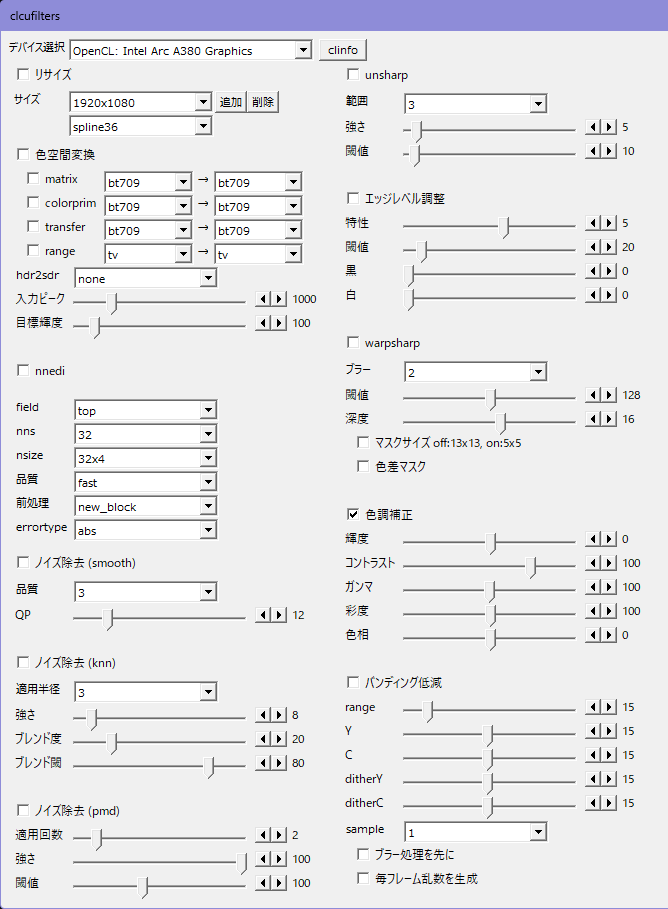 clcufilters
デバイス選択 OpenCL: Intel Arc A380 Graphics clinfo
リサイズ
サイズ 1920x1080 追加 削除
spline36
色空間変換
matrix bt709 → bt709
colorprim bt709 → bt709
transfer bt709 → bt709
range tv → tv
hdr2sdr none
入力ピーク 1000
目標輝度 100
nnedi
field top
nns 32
nsize 32x4
品質 fast
前処理 new_block
errortype abs
ノイズ除去 (smooth)
品質 3
QP 12
ノイズ除去 (knn)
適用半径 3
強さ 8
ブレンド度 20
ブレンド閾 80
ノイズ除去 (pmd)
適用回数 2
強さ 100
閾値 100
unsharp
範囲 3
強さ 5
閾値 10
エッジレベル調整
特性 5
閾値 20
黒 0
白 0
warpsharp
ブラー 2
閾値 128
深度 16
マスクサイズ off:13x13, on:5x5
色差マスク
色調補正
輝度 0
コントラスト 100
ガンマ 100
彩度 100
色相 0
バンディング低減
range 15
Y 15
C 15
ditherY 15
ditherC 15
sample 1
ブラー処理を先に
毎フレーム乱数を生成